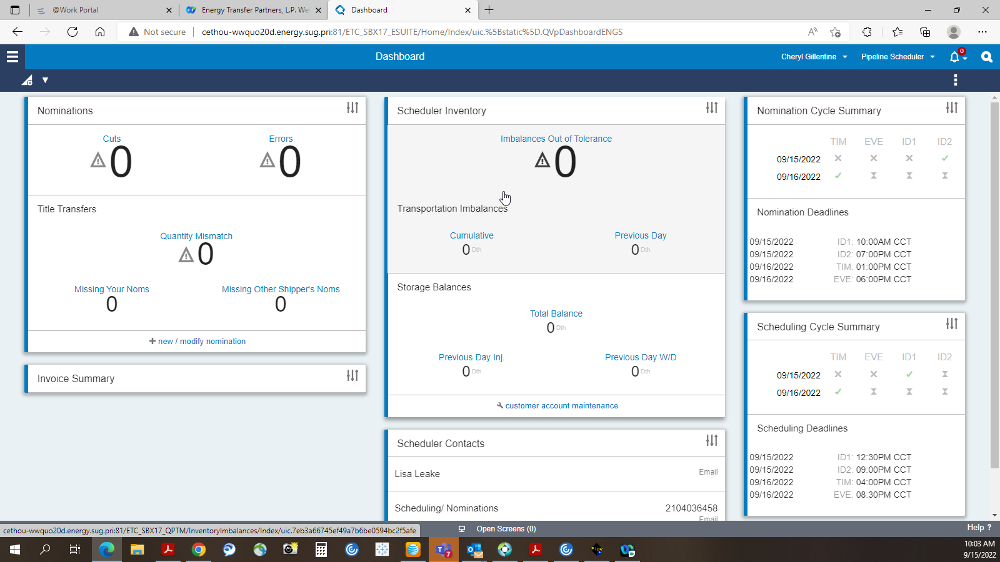 @Work Portal
Energy Transfer Partners, L.P. We
Dashboard
Not secure
cethou-wwquo20d.energy.sug.pri:81/ETC_SBX17_ESUITE/Home/Index/uic.%5Bstatic%5D.QVpDashboardENGS
Dashboard
Cheryl Gillentine
Pipeline Scheduler
0
Nominations
Cuts
Errors
0
0
Title Transfers
Quantity Mismatch
0
Missing Your Noms
Missing Other Shipper's Noms
0
0
new / modify nomination
Invoice Summary
Scheduler Inventory
Imbalances Out of Tolerance
0
Transportation Imbalances
Cumulative
Previous Day
0 Dth
0 Dth
Storage Balances
Total Balance
0 Dth
Previous Day Inj.
Previous Day W/D
0 Dth
0 Dth
customer account maintenance
Scheduler Contacts
Lisa Leake
Email
Scheduling/ Nominations
2104036458
Email
Nomination Cycle Summary
TIM EVE ID1 ID2
09/15/2022
09/16/2022
Nomination Deadlines
09/15/2022 ID1: 10:00AM CCT
09/15/2022 ID2: 07:00PM CCT
09/16/2022 TIM: 01:00PM CCT
09/16/2022 EVE: 06:00PM CCT
Scheduling Cycle Summary
TIM EVE ID1 ID2
09/15/2022
09/16/2022
Scheduling Deadlines
09/15/2022 ID1: 12:30PM CCT
09/15/2022 ID2: 09:00PM CCT
09/16/2022 TIM: 04:00PM CCT
09/16/2022 EVE: 08:30PM CCT
cethou-wwquo20d.energy.sug.pri:81/ETC_SBX17_QPTM/InventoryImbalances/Index/uic.7eb3a66745ef49a7b6be0594bc2f5afe
Open Screens (0)
Help ?
7
Pipe
10:03 AM
9/15/2022